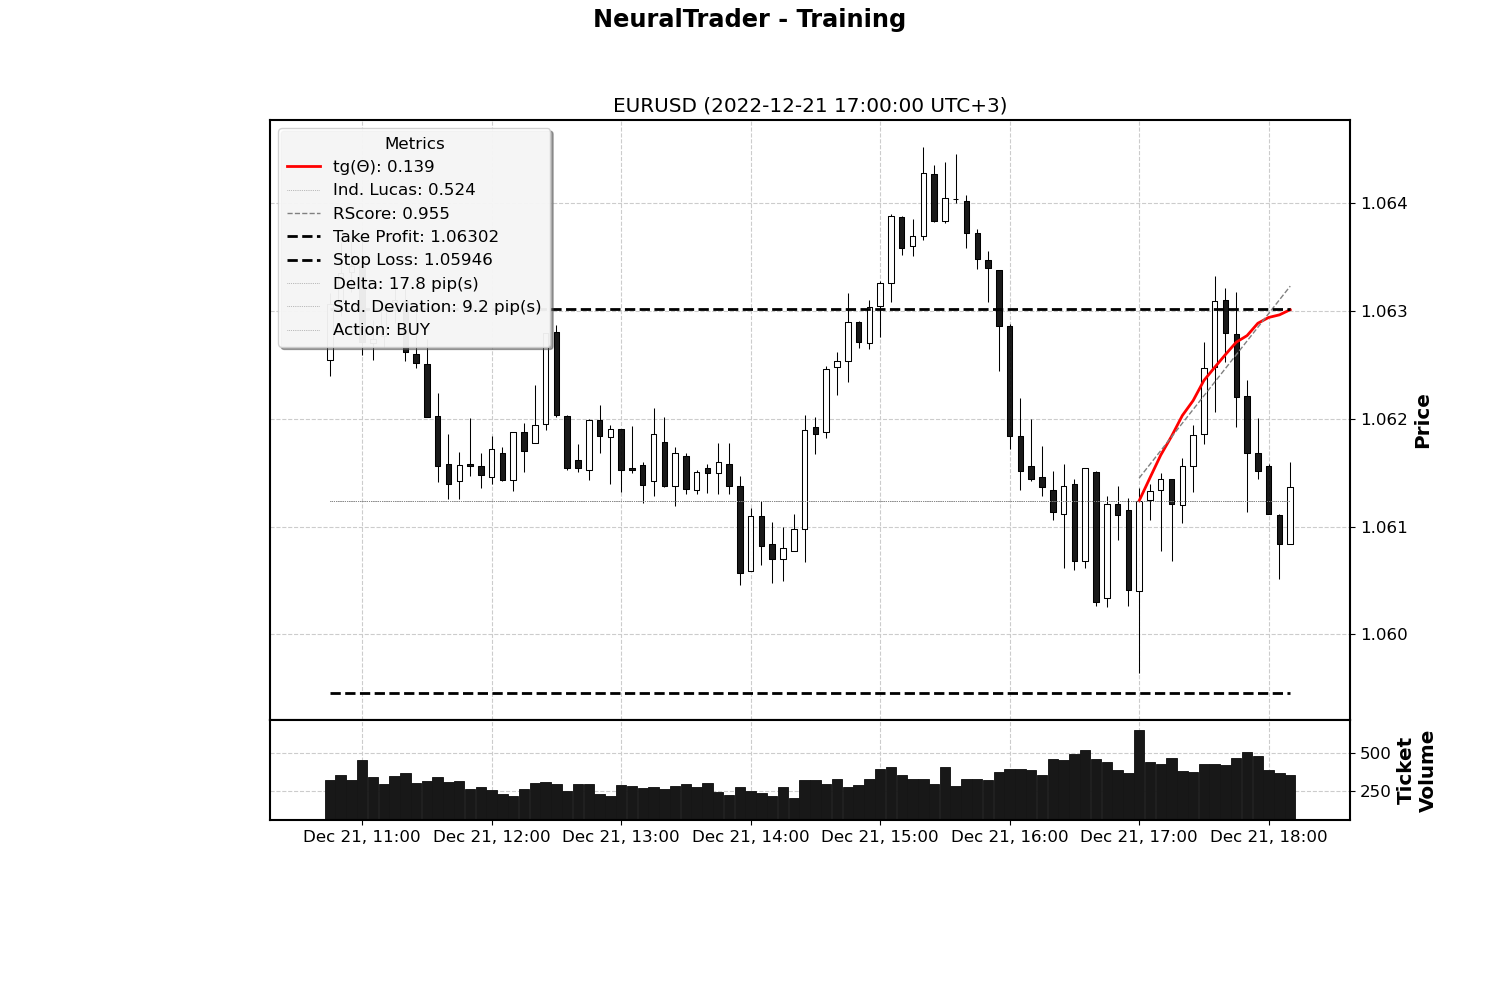 NeuralTrader - Training
EURUSD (2022-12-21 17:00:00 UTC+3)
Metrics
tg(Θ): 0.139
Ind. Lucas: 0.524
RScore: 0.955
Take Profit: 1.06302
Stop Loss: 1.05946
Delta: 17.8 pip(s)
Std. Deviation: 9.2 pip(s)
Action: BUY
1.064
1.063
1.062
1.061
1.060
Price
500
250
Ticket
Volume
Dec 21, 11:00
Dec 21, 12:00
Dec 21, 13:00
Dec 21, 14:00
Dec 21, 15:00
Dec 21, 16:00
Dec 21, 17:00
Dec 21, 18:00